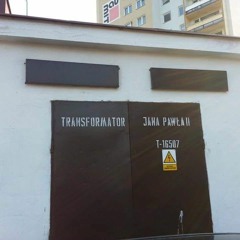 TRANSFORMATOR JANA PAWŁA II
T-16587